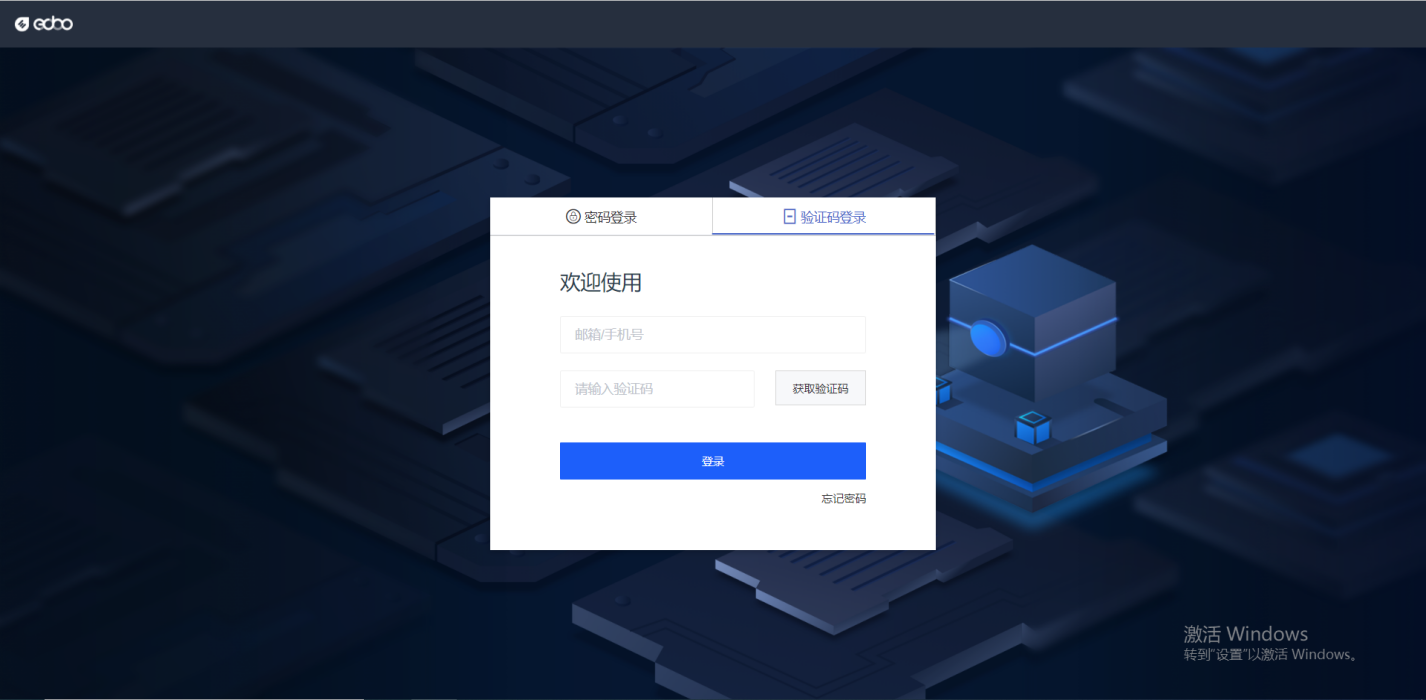 edbo
密码登录
验证码登录
欢迎使用
邮箱/手机号
请输入验证码
获取验证码
登录
忘记密码
激活 Windows
转到"设置"以激活 Windows。